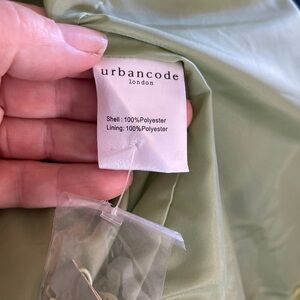 urbancode
london
Shell : 100%Polyester
Lining: 100%Polyester